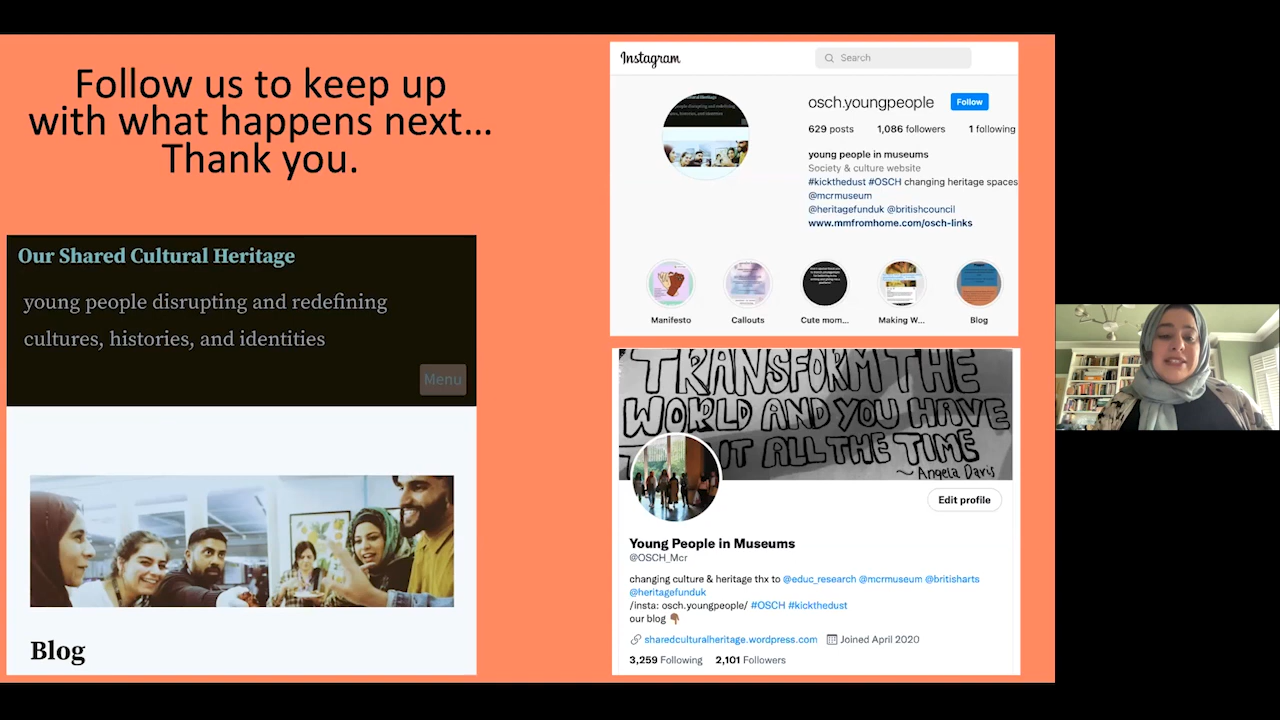 Follow us to keep up
with what happens next...
Thank you.
Our Shared Cultural Heritage
young people disrupting and redefining
cultures, histories, and identities
Menu
Blog
Instagram
Search
osch.youngpeople Follow
629 posts 1,086 followers 1 following
young people in museums
Society & culture website
#kickthedust #OSCH changing heritage spaces
@mcrmuseum
@heritagefunduk @britishcouncil
www.mmfromhome.com/osch-links
Manifesto Callouts Cute mom... Making W... Blog
TRANSFORM THE
WORLD AND YOU HAVE
IT ALL THE TIME
~ Angela Davis
Edit profile
Young People in Museums
@OSCH_Mcr
changing culture & heritage thx to @educ_research @mcrmuseum @britisharts
@heritagefunduk
/insta: osch.youngpeople/ #OSCH #kickthedust
our blog 👇🏾
sharedculturalheritage.wordpress.com Joined April 2020
3,259 Following 2,101 Followers